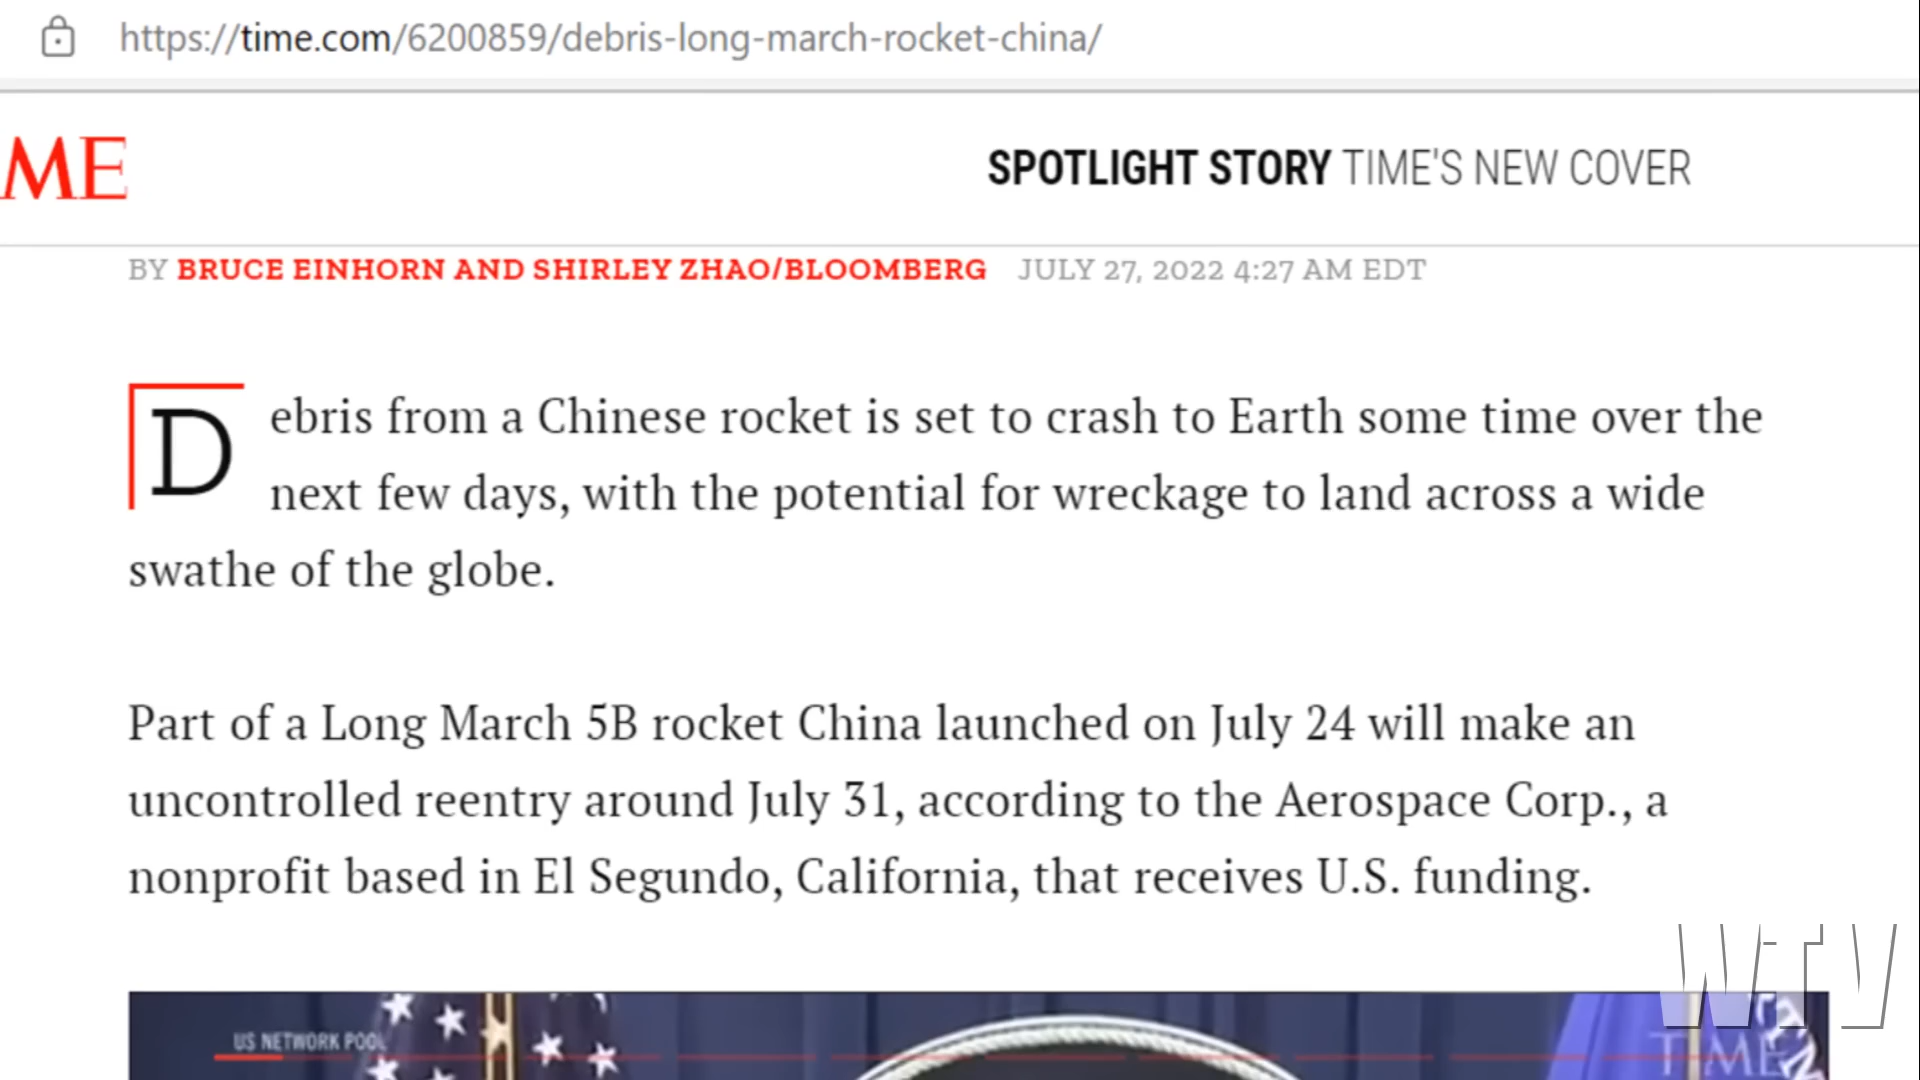 https://time.com/6200859/debris-long-march-rocket-china/
ME
SPOTLIGHT STORY TIME'S NEW COVER
BY BRUCE EINHORN AND SHIRLEY ZHAO/BLOOMBERG JULY 27, 2022 4:27 AM EDT
Debris from a Chinese rocket is set to crash to Earth some time over the
next few days, with the potential for wreckage to land across a wide
swathe of the globe.
Part of a Long March 5B rocket China launched on July 24 will make an
uncontrolled reentry around July 31, according to the Aerospace Corp., a
nonprofit based in El Segundo, California, that receives U.S. funding.
WTV
US NETWORK POOL
TIME